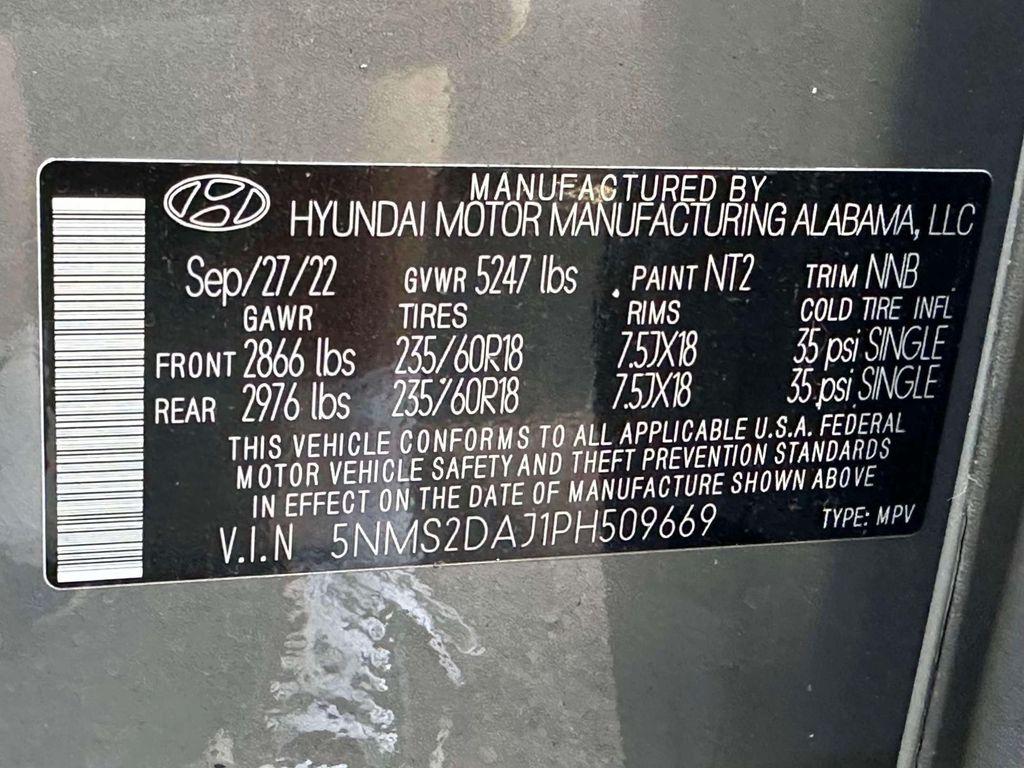 MANUFACTURED BY
HYUNDAI MOTOR MANUFACTURING ALABAMA, LLC
Sep/27/22 GVWR 5247 lbs PAINT NT2 TRIM NNB
GAWR TIRES RIMS COLD TIRE INFL
FRONT 2866 lbs 235/60R18 7.5JX18 35 psi SINGLE
REAR 2976 lbs 235/60R18 7.5JX18 35 psi SINGLE
THIS VEHICLE CONFORMS TO ALL APPLICABLE U.S.A. FEDERAL
MOTOR VEHICLE SAFETY AND THEFT PREVENTION STANDARDS
IN EFFECT ON THE DATE OF MANUFACTURE SHOWN ABOVE
V.I.N 5NMS2DAJ1PH509669 TYPE: MPV